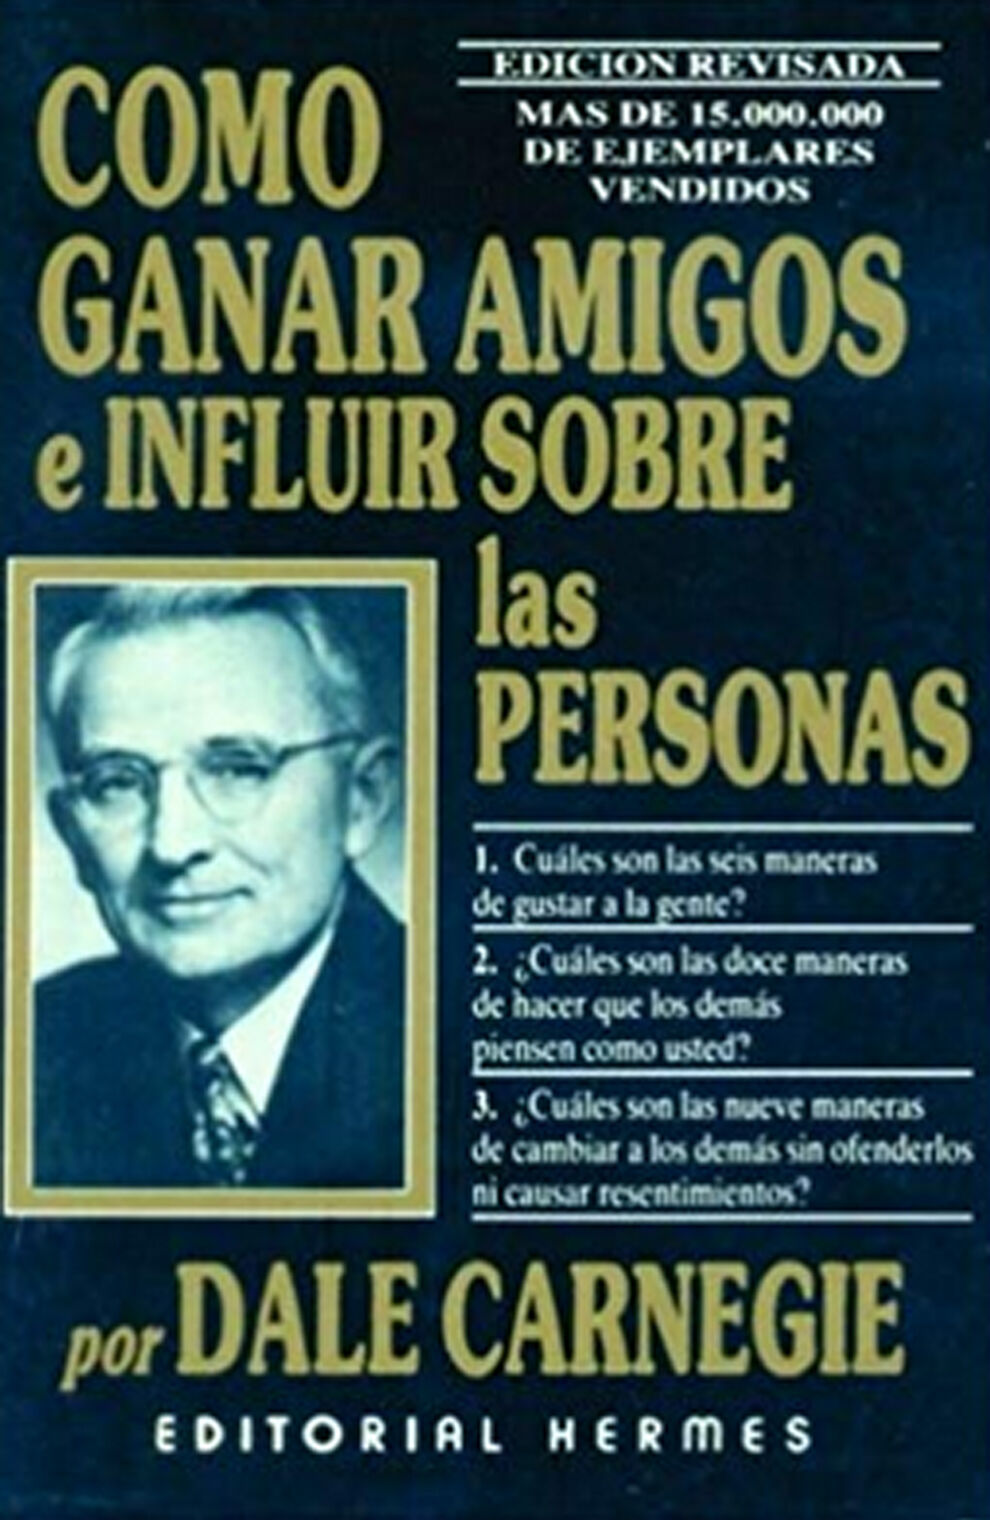 EDICION REVISADA
MAS DE 15.000.000
DE EJEMPLARES
VENDIDOS
COMO
GANAR AMIGOS
e INFLUIR SOBRE
las
PERSONAS
1. Cuáles son las seis maneras
de gustar a la gente?
2. ¿Cuáles son las doce maneras
de hacer que los demás
piensen como usted?
3. ¿Cuáles son las nueve maneras
de cambiar a los demás sin ofenderlos
ni causar resentimientos?
por DALE CARNEGIE
EDITORIAL HERMES